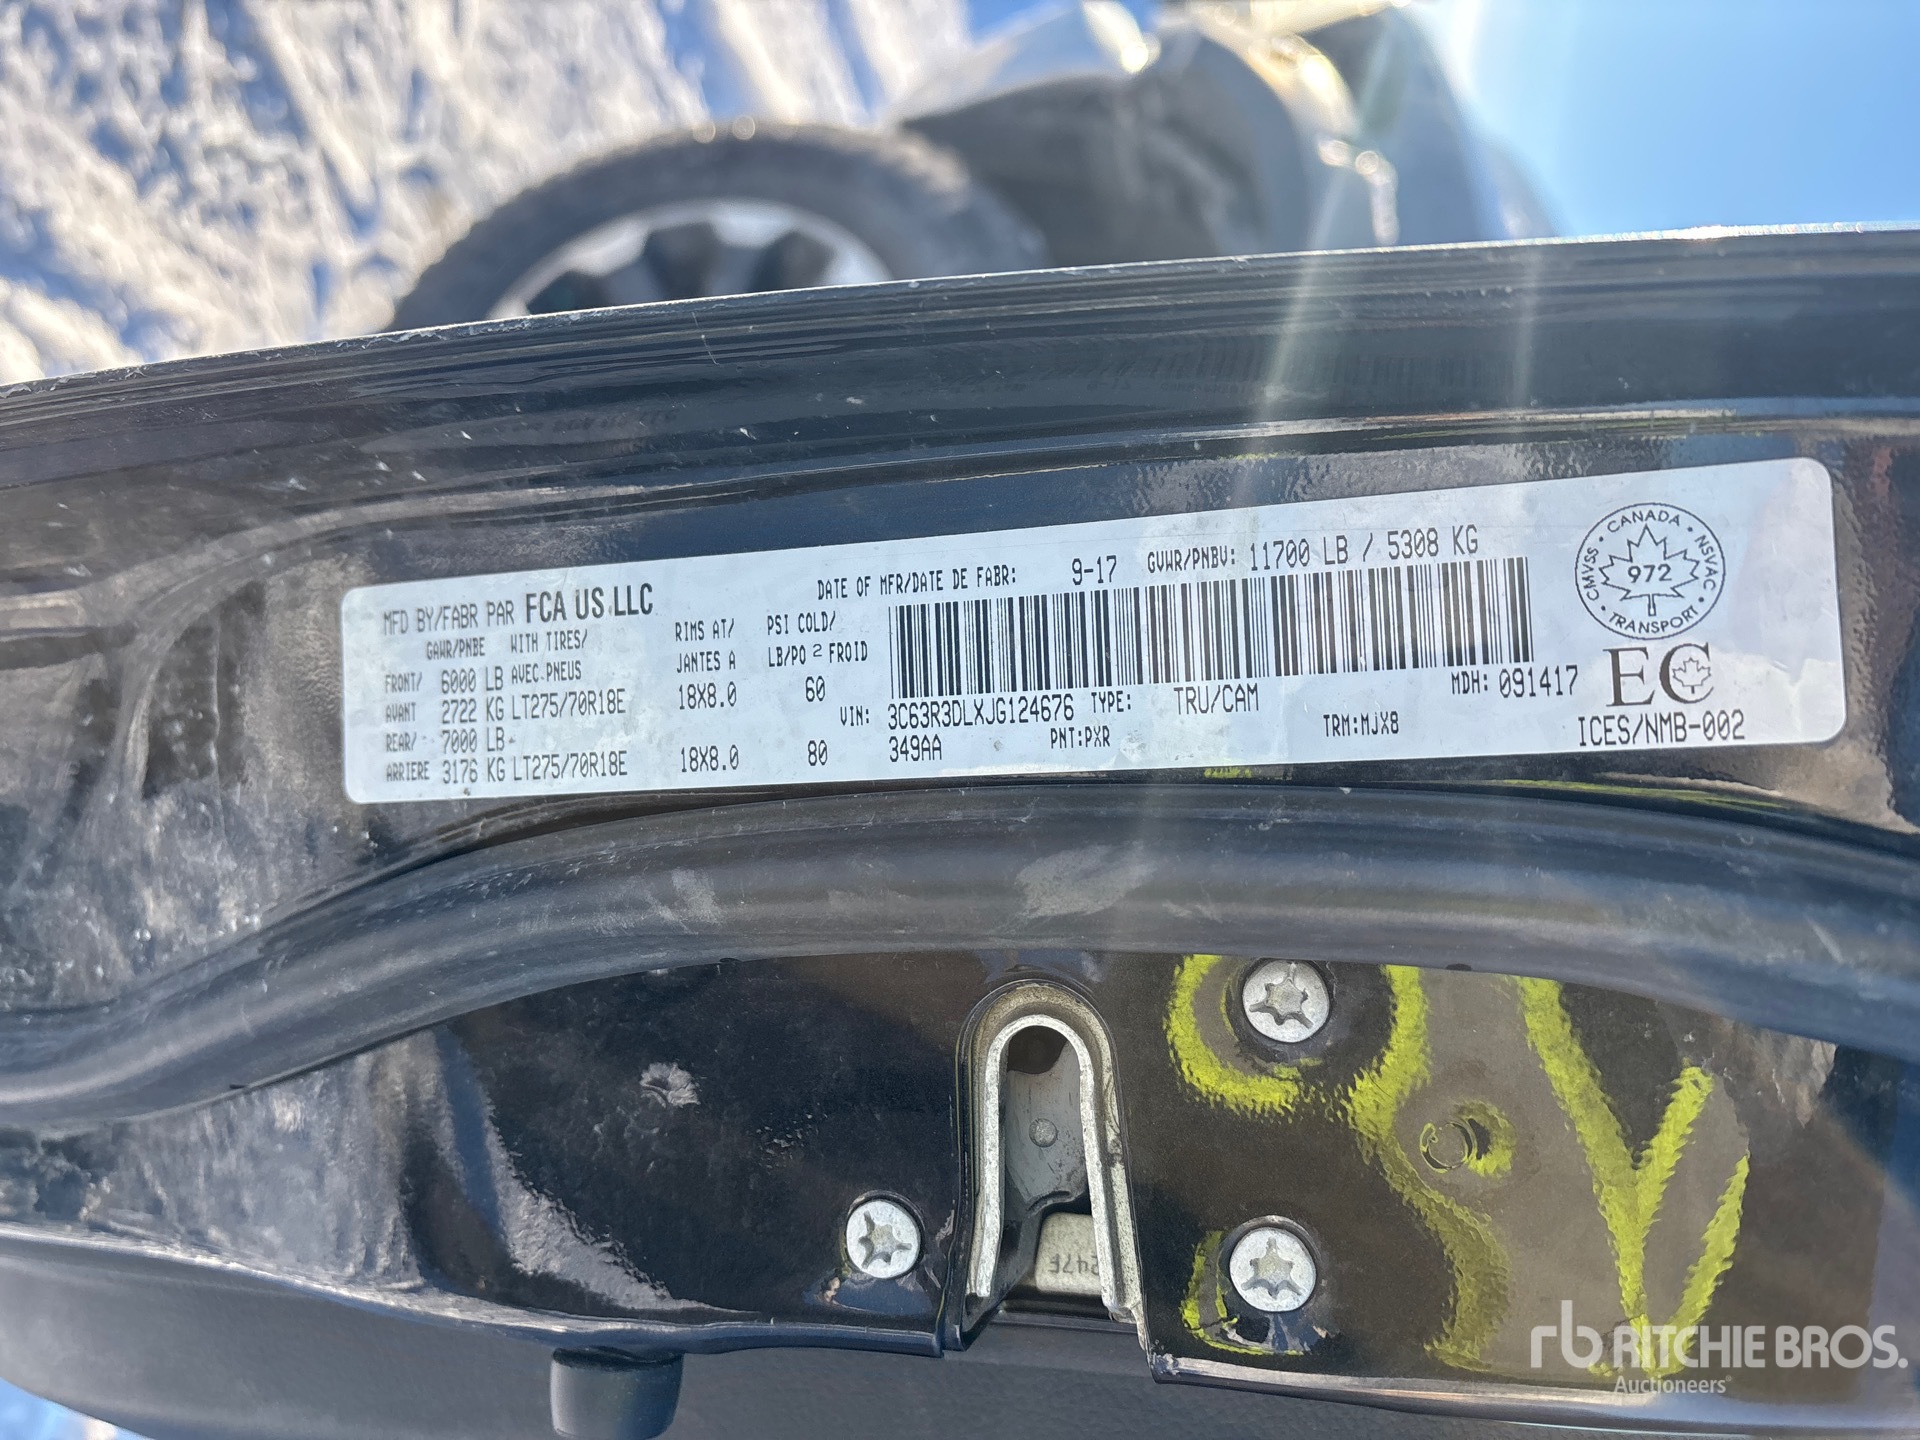 MFD BY/FABR PAR FCA US LLC
DATE OF MFR/DATE DE FABR: 9-17 GVWR/PNBV: 11700 LB / 5308 KG
GAWR/PNBE WITH TIRES/ RIMS AT/ PSI COLD/
AVEC PNEUS JANTES A LB/PO 2 FROID
FRONT/ 6000 LB
AVANT 2722 KG LT275/70R18E 18X8.0 60
REAR/ 7000 LB
ARRIERE 3176 KG LT275/70R18E 18X8.0 80
VIN: 3C63R3DLXJG124676 TYPE: TRU/CAM MDH: 091417
349AA PNT:PXR TRM:MJX8
CANADA
CMVSS NSVAC
972
TRANSPORT
EC
ICES/NMB-002
247E
rb RITCHIE BROS.
Auctioneers